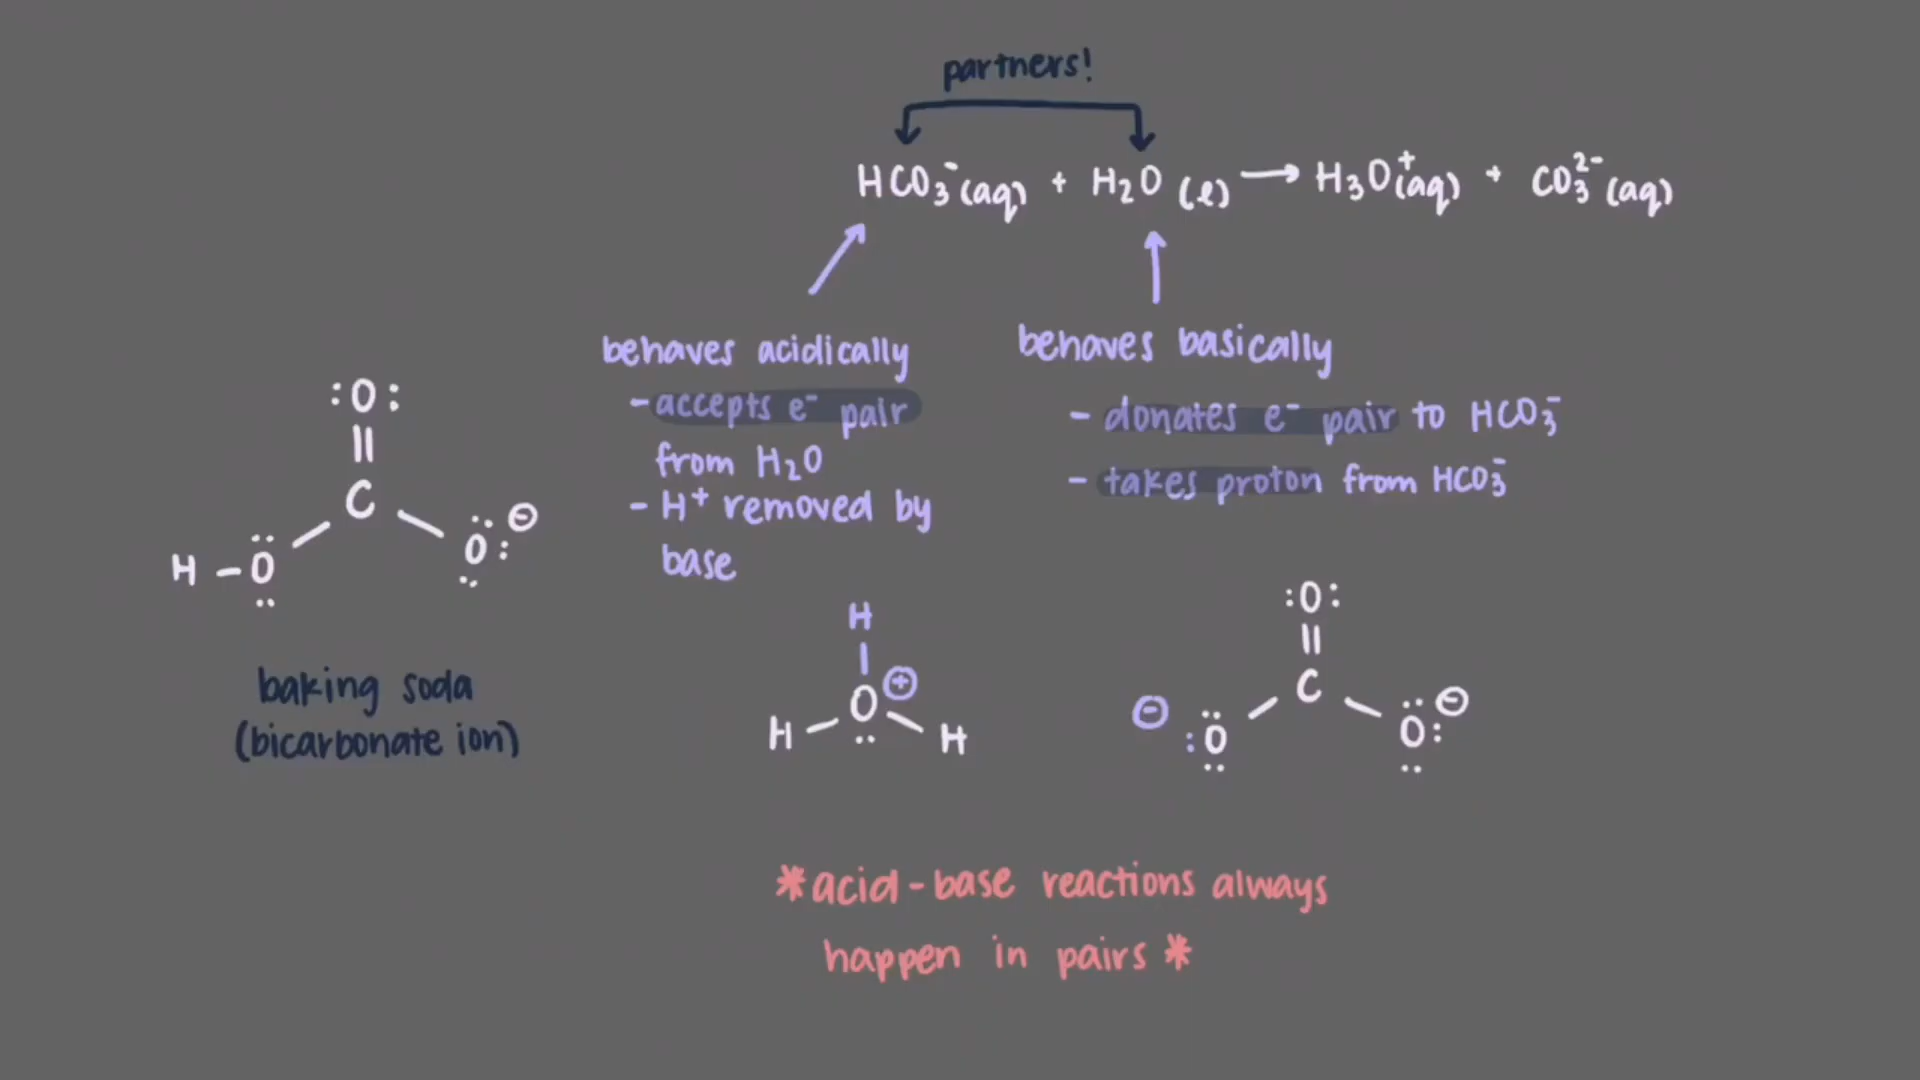 partners!
HCO₃⁻(aq) + H₂O (l) → H₃O⁺(aq) + CO₃²⁻(aq)
behaves acidically
- accepts e⁻ pair
from H₂O
- H⁺ removed by
base
behaves basically
- donates e⁻ pair to HCO₃⁻
- takes proton from HCO₃⁻
:O:
C
H - O
O: ⊖
baking soda
(bicarbonate ion)
H
O ⊕
H
H
:O:
C
⊖ :O
O: ⊖
*acid-base reactions always
happen in pairs*